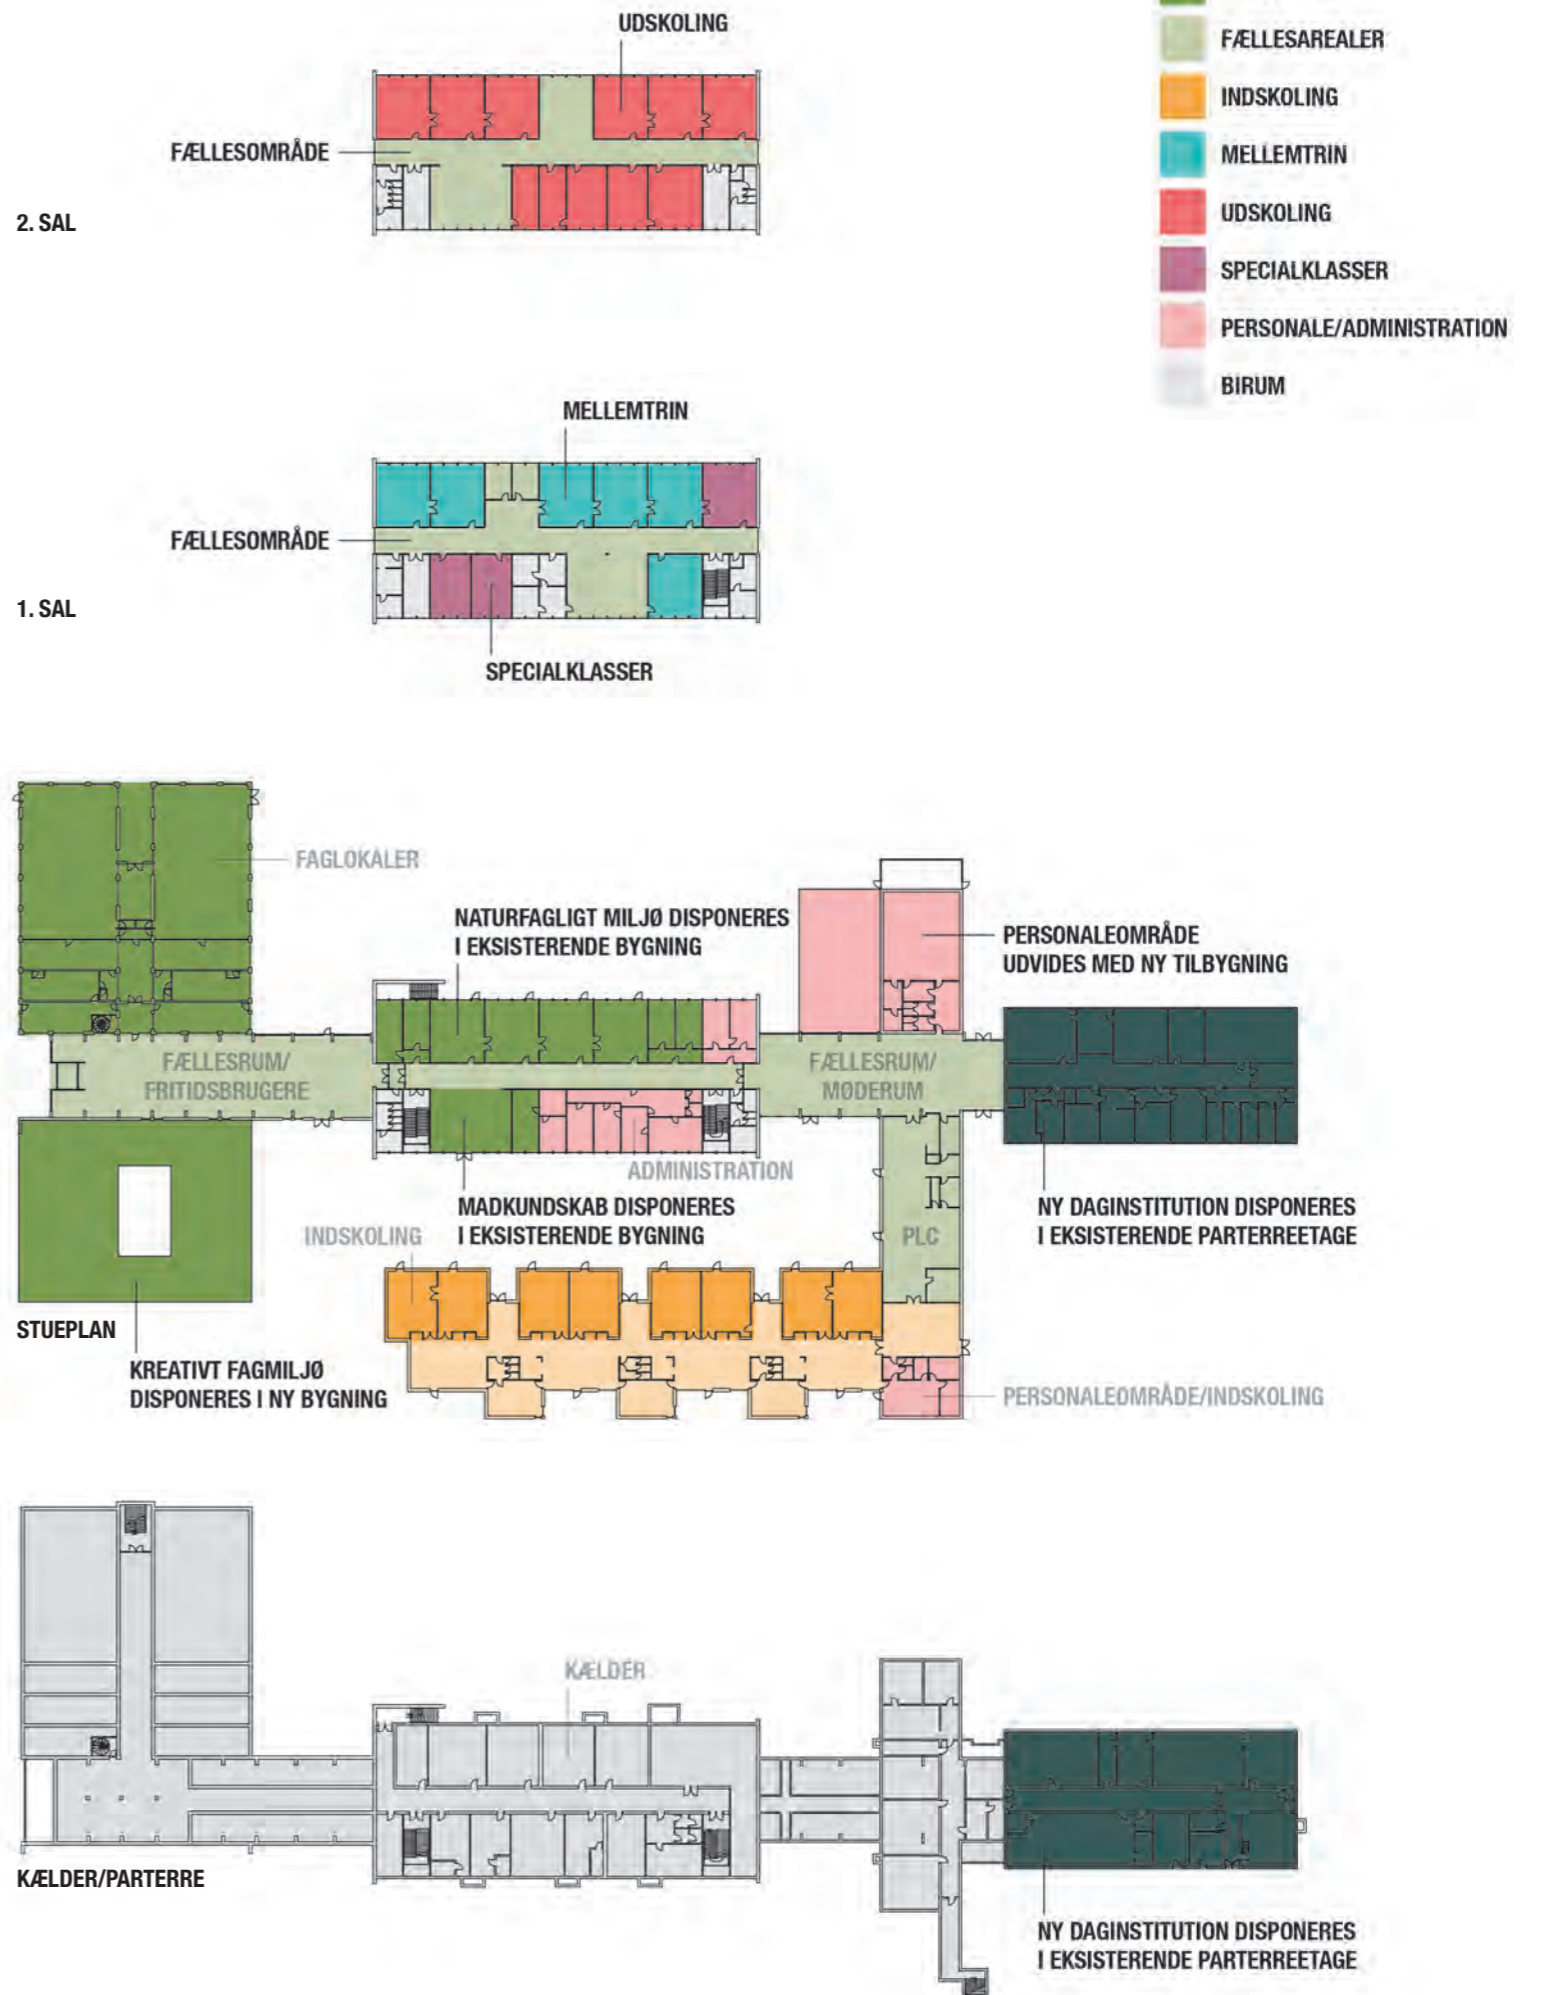 UDSKOLING
FÆLLESOMRÅDE
2. SAL
FÆLLESAREALER
INDSKOLING
MELLEMTRIN
UDSKOLING
SPECIALKLASSER
PERSONALE/ADMINISTRATION
BIRUM
MELLEMTRIN
FÆLLESOMRÅDE
1. SAL
SPECIALKLASSER
FAGLOKALER
NATURFAGLIGT MILJØ DISPONERES
I EKSISTERENDE BYGNING
PERSONALEOMRÅDE
UDVIDES MED NY TILBYGNING
FÆLLESRUM/
FRITIDSBRUGERE
FÆLLESRUM/
MØDERUM
ADMINISTRATION
MADKUNDSKAB DISPONERES
I EKSISTERENDE BYGNING
NY DAGINSTITUTION DISPONERES
I EKSISTERENDE PARTERREETAGE
INDSKOLING
PLC
STUEPLAN
KREATIVT FAGMILJØ
DISPONERES I NY BYGNING
PERSONALEOMRÅDE/INDSKOLING
KÆLDER
KÆLDER/PARTERRE
NY DAGINSTITUTION DISPONERES
I EKSISTERENDE PARTERREETAGE